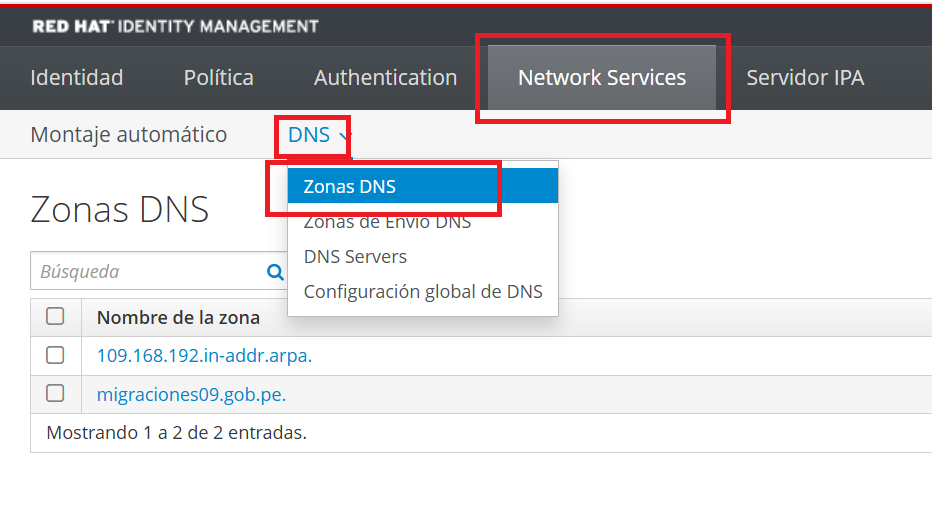 RED HAT IDENTITY MANAGEMENT
Identidad Política Authentication Network Services Servidor IPA
Montaje automático DNS
Zonas DNS
Zonas de Envío DNS
DNS Servers
Configuración global de DNS
Zonas DNS
Búsqueda
Nombre de la zona
109.168.192.in-addr.arpa.
migraciones09.gob.pe.
Mostrando 1 a 2 de 2 entradas.